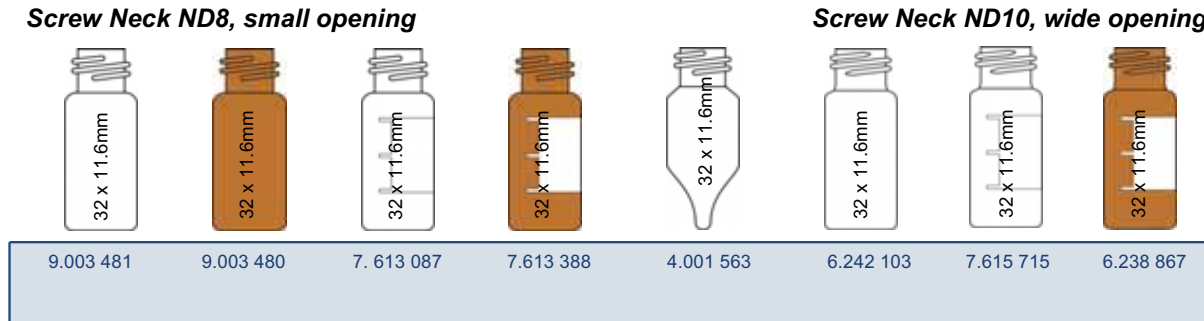 Screw Neck ND8, small opening
Screw Neck ND10, wide opening
32 x 11.6mm
32 x 11.6mm
32 x 11.6mm
32 x 11.6mm
32 x 11.6mm
32 x 11.6mm
32 x 11.6mm
32 x 11.6mm
9.003 481 9.003 480 7. 613 087 7.613 388 4.001 563 6.242 103 7.615 715 6.238 867